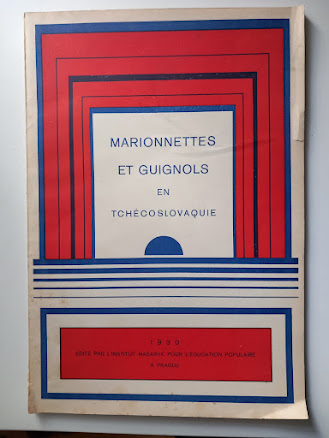 MARIONNETTES
ET GUIGNOLS
EN
TCHÉCOSLOVAQUIE
1930
ÉDITÉ PAR L'INSTITUT MASARYK POUR L'ÉDUCATION POPULAIRE
A PRAGUE